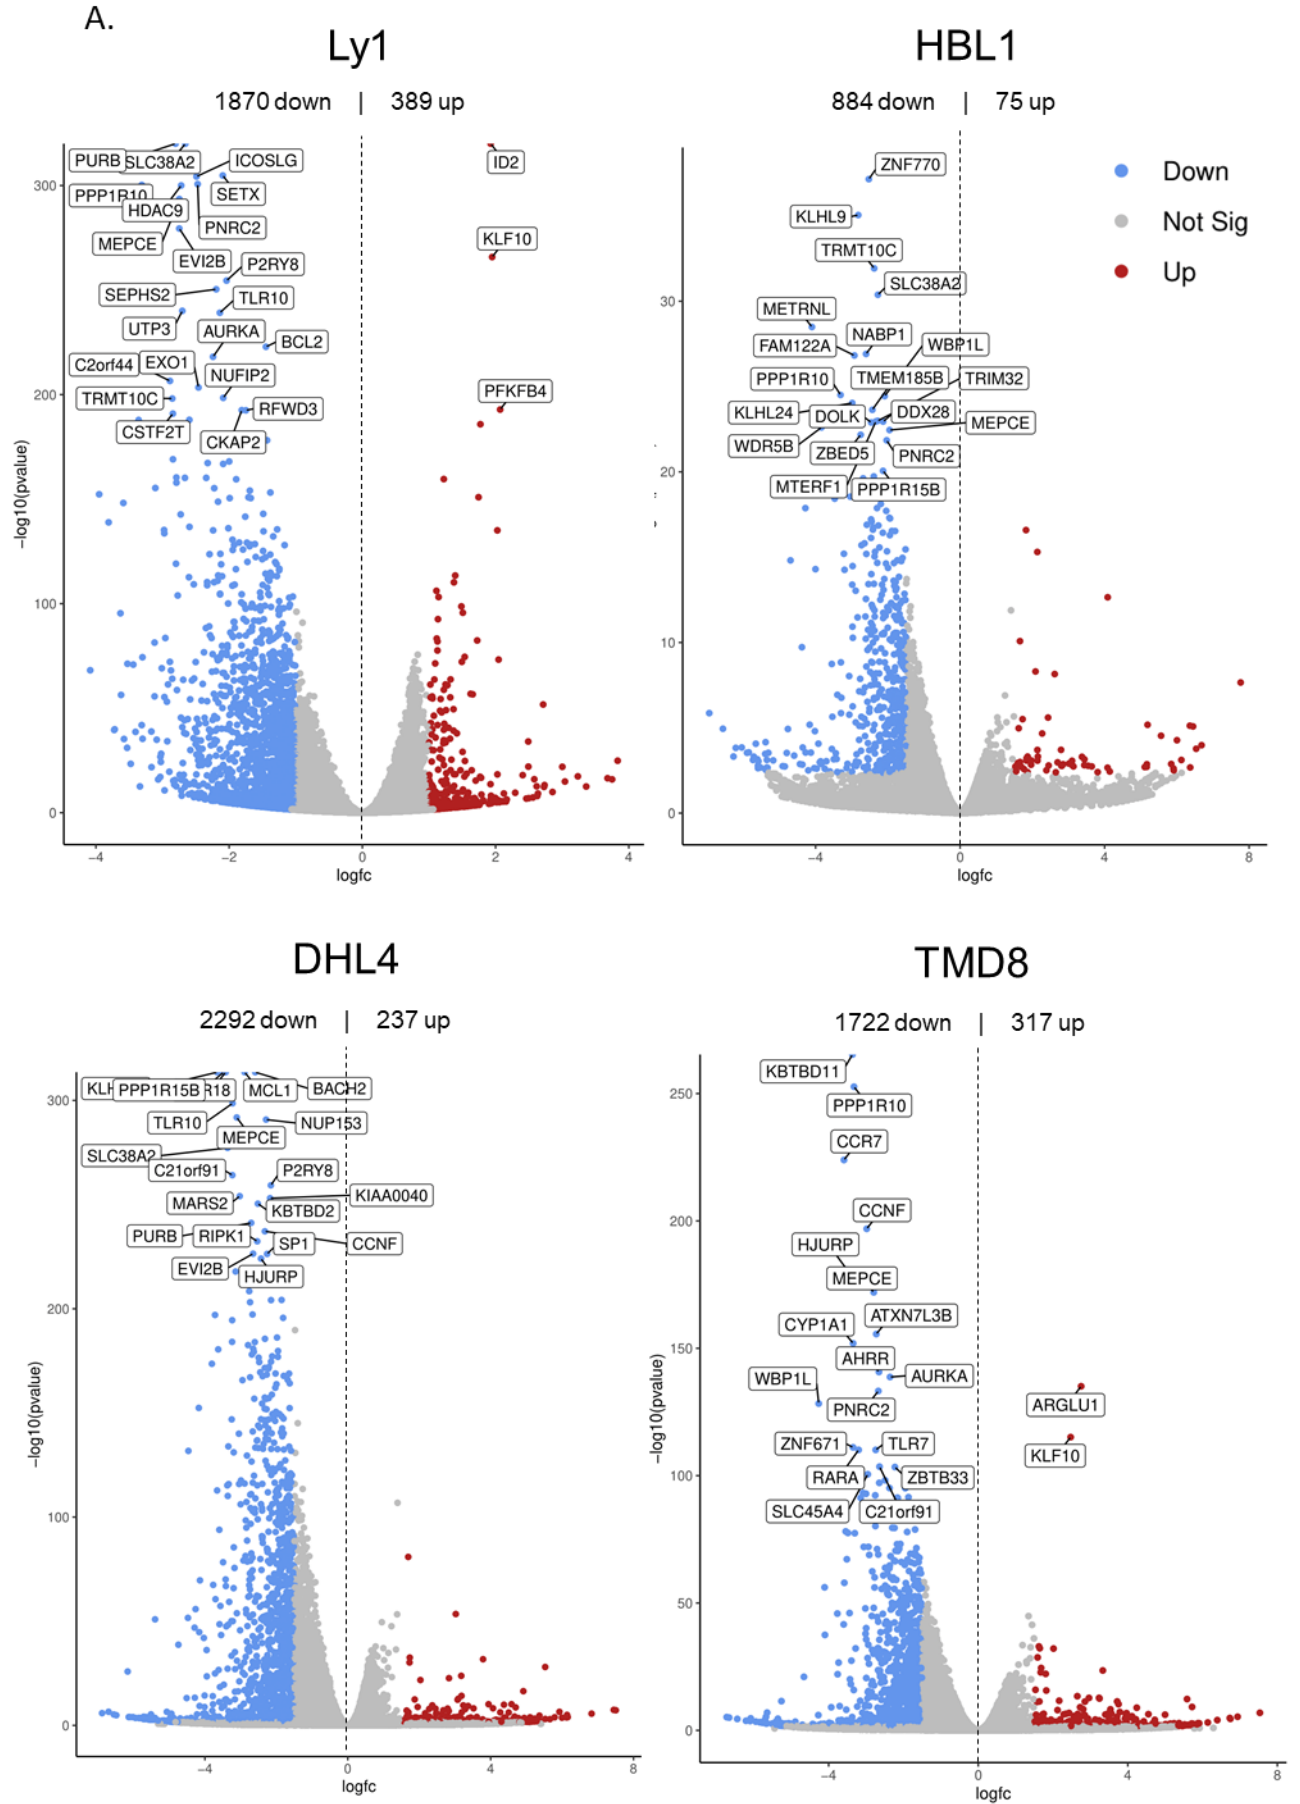 A.
Ly1
1870 down | 389 up
PURB
SLC38A2
ICOSLG
ID2
PPP1R10
SETX
HDAC9
PNRC2
MEPCE
KLF10
EVI2B
P2RY8
SEPHS2
TLR10
UTP3
AURKA
BCL2
C2orf44
EXO1
NUFIP2
TRMT10C
RFWD3
PFKFB4
CSTF2T
CKAP2
300
200
100
0
-log10(pvalue)
−4
−2
0
2
4
logfc
HBL1
884 down | 75 up
ZNF770
KLHL9
TRMT10C
SLC38A2
METRNL
NABP1
FAM122A
WBP1L
PPP1R10
TMEM185B
TRIM32
KLHL24
DOLK
DDX28
MEPCE
WDR5B
ZBED5
PNRC2
MTERF1
PPP1R15B
30
20
10
0
−4
0
4
8
logfc
Down
Not Sig
Up
DHL4
2292 down | 237 up
PPP1R15B
R18
MCL1
BACH2
TLR10
NUP153
MEPCE
SLC38A2
C21orf91
P2RY8
MARS2
KIAA0040
KBTBD2
PURB
RIPK1
SP1
CCNF
EVI2B
HJURP
300
200
100
0
-log10(pvalue)
−4
0
4
8
logfc
TMD8
1722 down | 317 up
KBTBD11
PPP1R10
CCR7
CCNF
HJURP
MEPCE
ATXN7L3B
CYP1A1
AHRR
WBP1L
AURKA
PNRC2
ARGLU1
ZNF671
TLR7
KLF10
RARA
ZBTB33
SLC45A4
C21orf91
250
200
150
100
50
0
-log10(pvalue)
−4
0
4
8
logfc